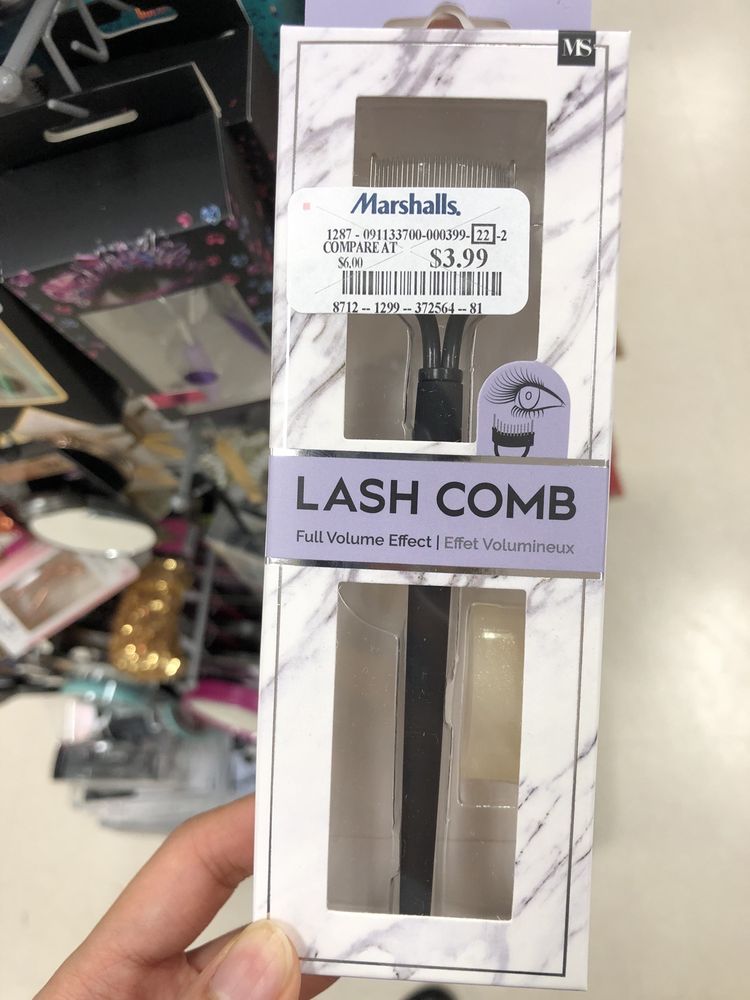 MS
Marshalls.
1287 - 091133700-000399- 22 -2
COMPARE AT
$6.00 $3.99
8712 -- 1299 -- 372564 -- 81
LASH COMB
Full Volume Effect | Effet Volumineux